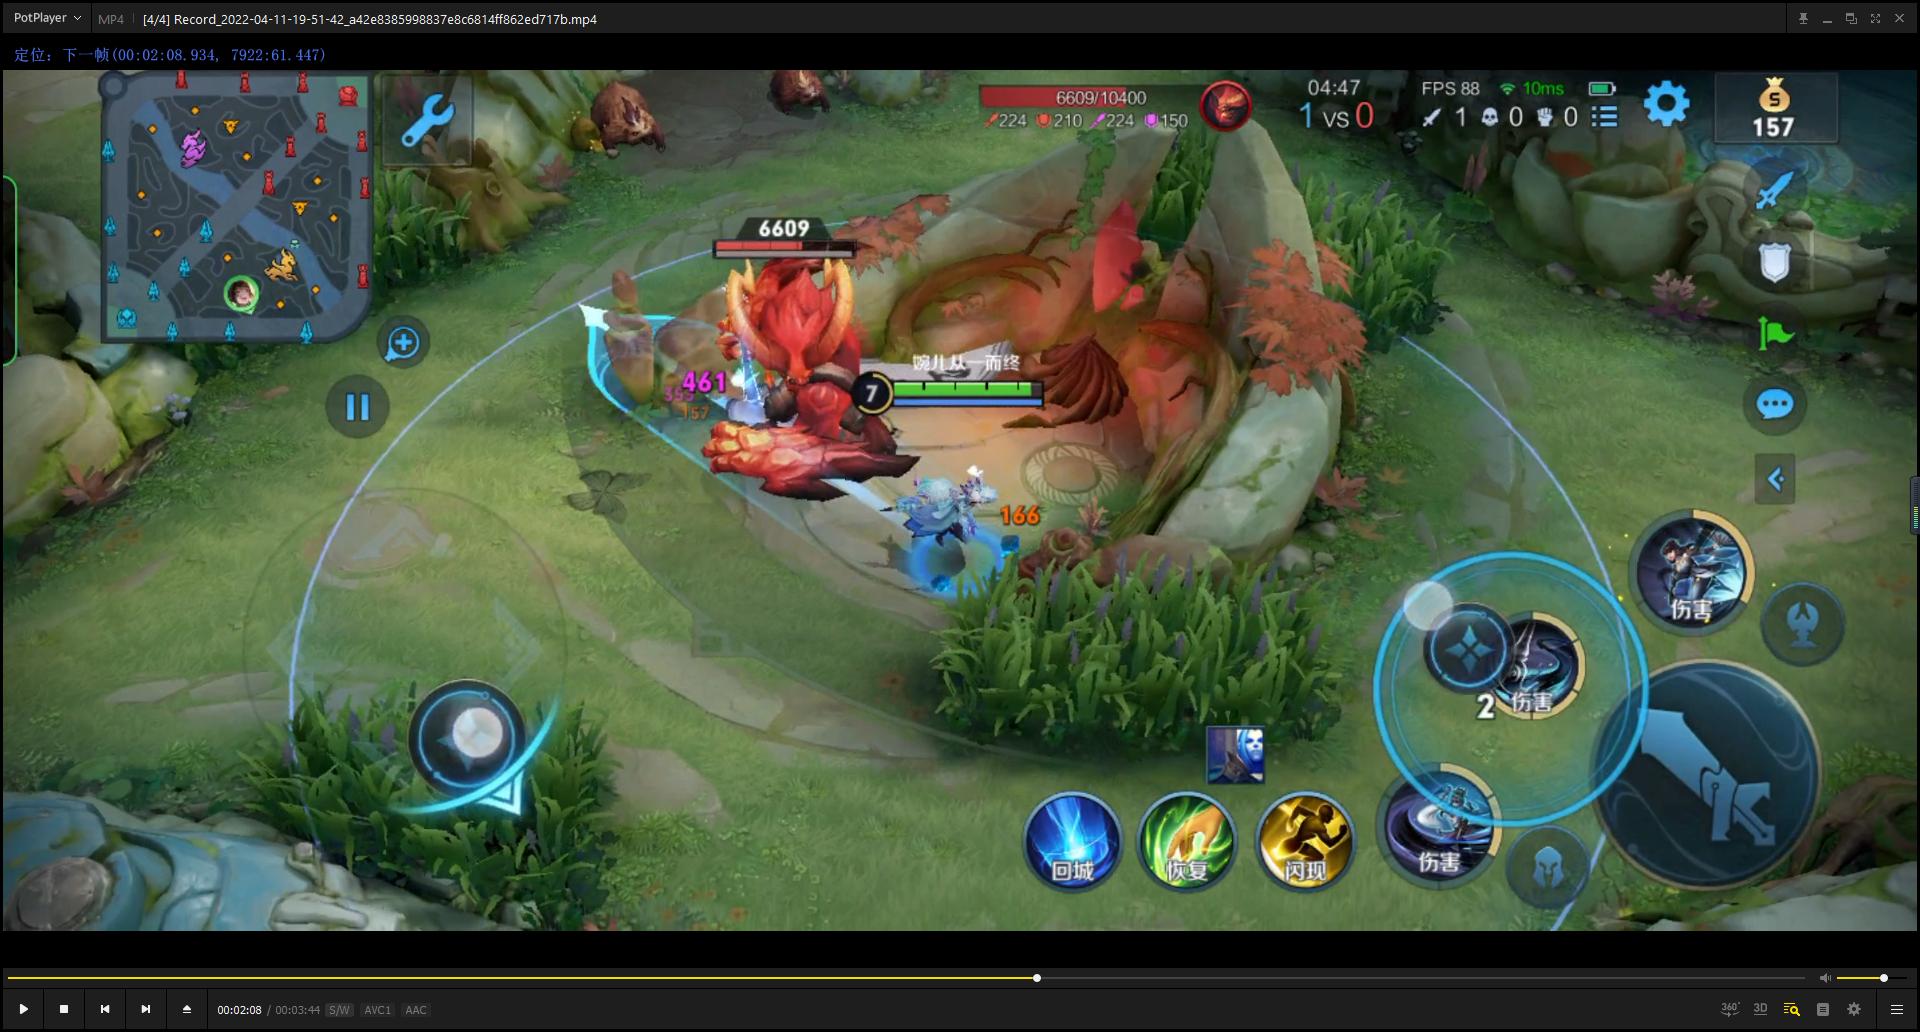 PotPlayer
MP4
[4/4] Record_2022-04-11-19-51-42_a42e8385998837e8c6814ff862ed717b.mp4
定位: 下一帧(00:02:08.934, 7922:61.447)
6609/10400
224
210
224
150
04:47
1 VS 0
FPS 88
10ms
1
0
0
157
6609
461
157
婉儿从一而终
7
166
伤害
2
伤害
伤害
回城
恢复
闪现
00:02:08 / 00:03:44 S/W AVC1 AAC
360°
3D